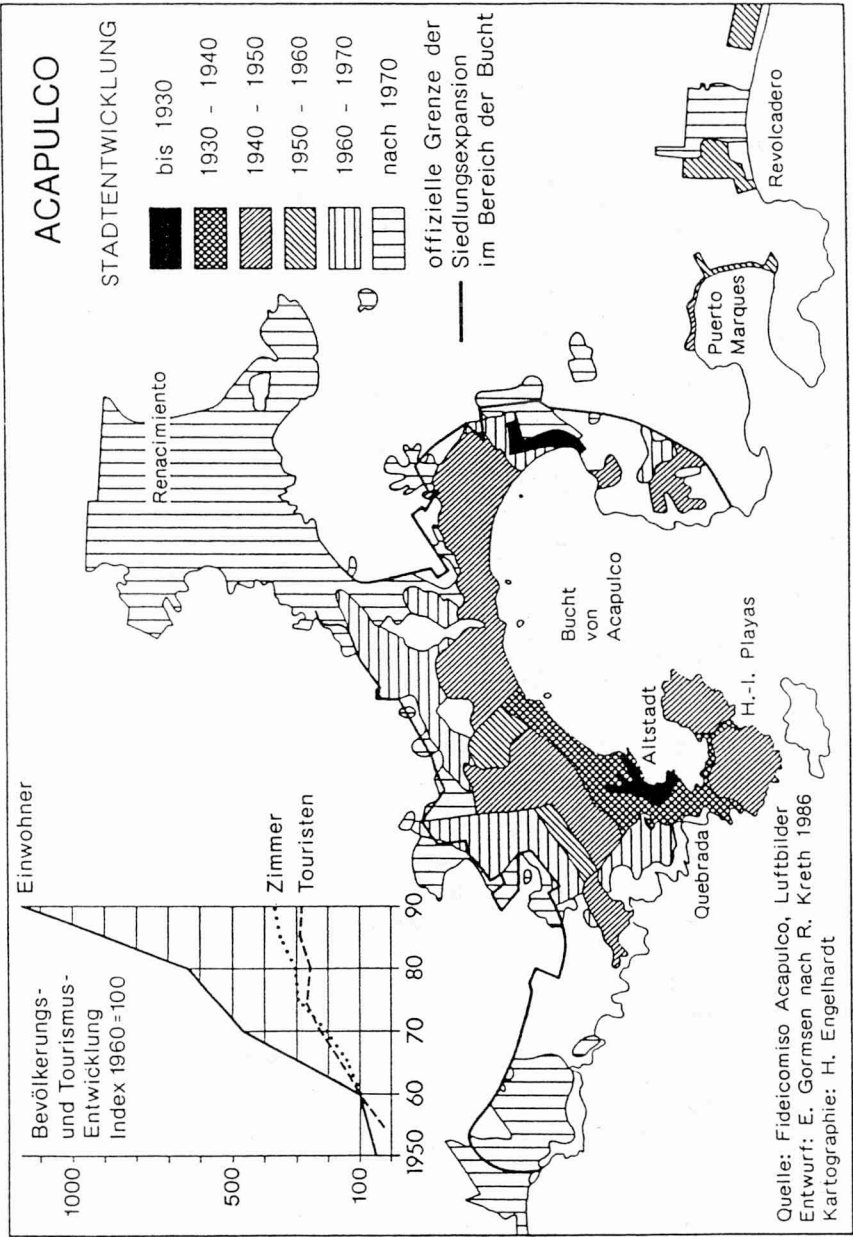 ACAPULCO
STADTENTWICKLUNG
bis 1930
1930 - 1940
1940 - 1950
1950 - 1960
1960 - 1970
nach 1970
offizielle Grenze der
Siedlungsexpansion
im Bereich der Bucht
Bevölkerungs-
und Tourismus-
Entwicklung
Index 1960=100
1000
500
100
1950
60
70
80
90
Einwohner
Zimmer
Touristen
Renacimiento
Bucht
von
Acapulco
Altstadt
H.-I. Playas
Quebrada
Puerto
Marques
Revolcadero
Quelle: Fideicomiso Acapulco, Luftbilder
Entwurf: E. Gormsen nach R. Kreth 1986
Kartographie: H. Engelhardt